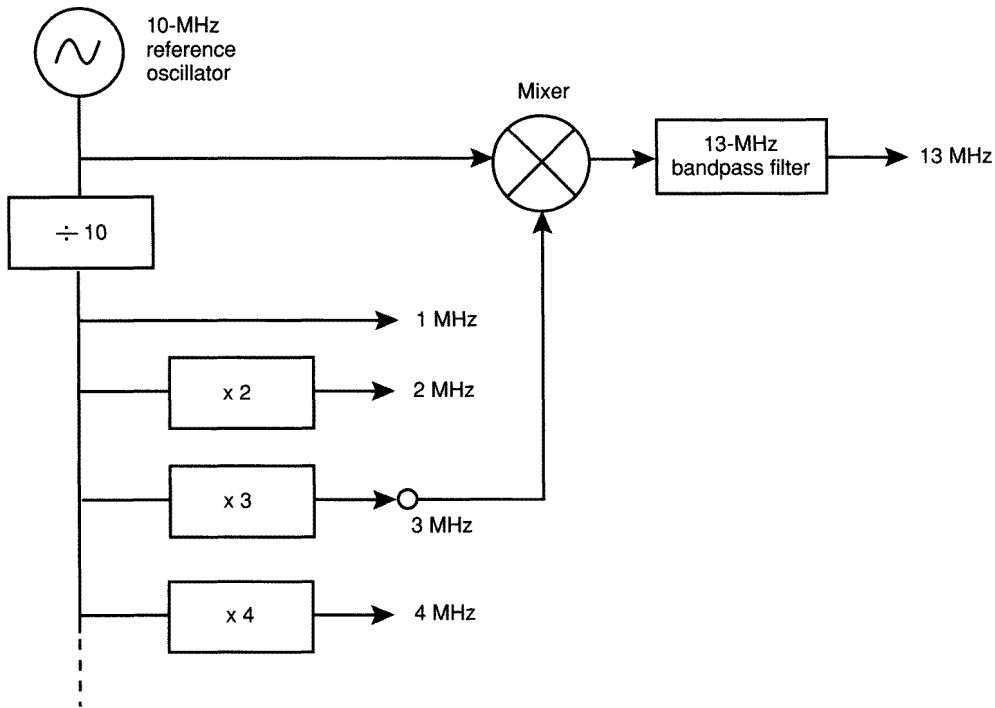 10-MHz
reference
oscillator
Mixer
13-MHz
bandpass filter
13 MHz
÷ 10
1 MHz
x 2
2 MHz
x 3
3 MHz
x 4
4 MHz